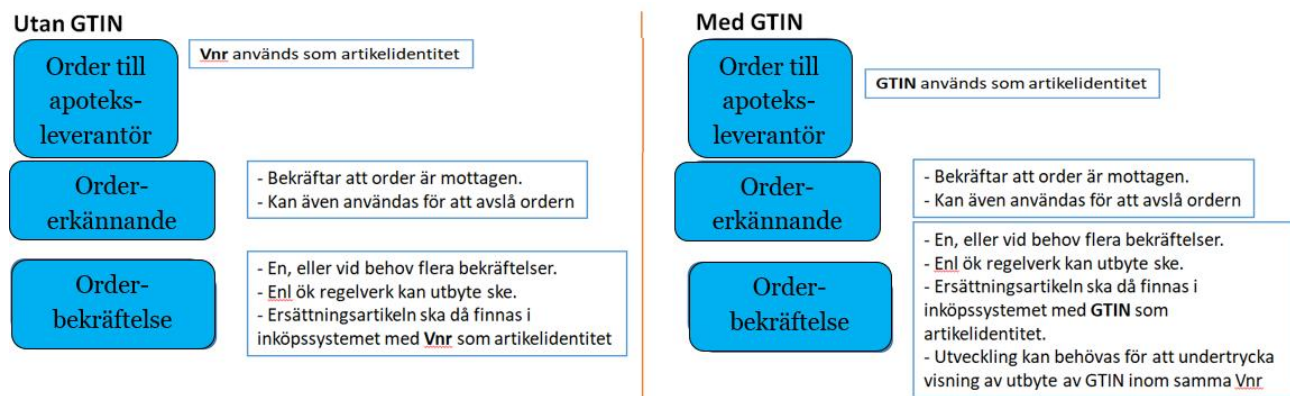 Utan GTIN
Order till
apoteks-
leverantör
Vnr används som artikelidentitet
Order-
erkännande
- Bekräftar att order är mottagen.
- Kan även användas för att avslå ordern
Order-
bekräftelse
- En, eller vid behov flera bekräftelser.
- Enl ök regelverk kan utbyte ske.
- Ersättningsartikeln ska då finnas i
inköpssystemet med Vnr som artikelidentitet
Med GTIN
Order till
apoteks-
leverantör
GTIN används som artikelidentitet
Order-
erkännande
- Bekräftar att order är mottagen.
- Kan även användas för att avslå ordern
Order-
bekräftelse
- En, eller vid behov flera bekräftelser.
- Enl ök regelverk kan utbyte ske.
- Ersättningsartikeln ska då finnas i
inköpssystemet med GTIN som
artikelidentitet.
- Utveckling kan behövas för att undertrycka
visning av utbyte av GTIN inom samma Vnr